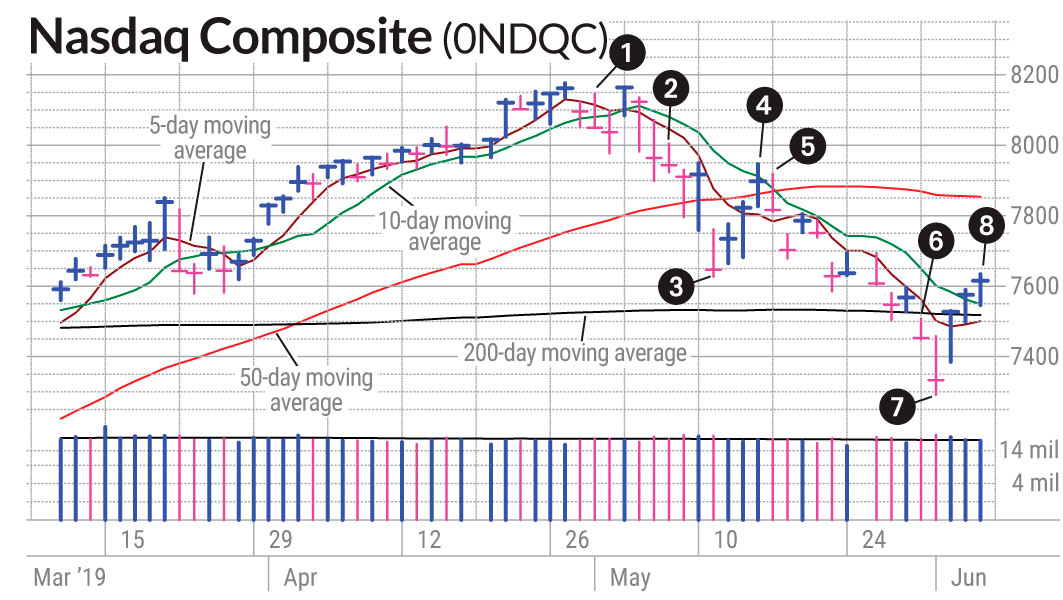 Nasdaq Composite (0NDQC)
1
8200
2
4
5-day moving
average
8000
5
10-day moving
average
7800
8
6
3
7600
200-day moving average
7400
50-day moving
average
7
14 mil
4 mil
15 29 12 26 10 24
Mar ’19 Apr May Jun